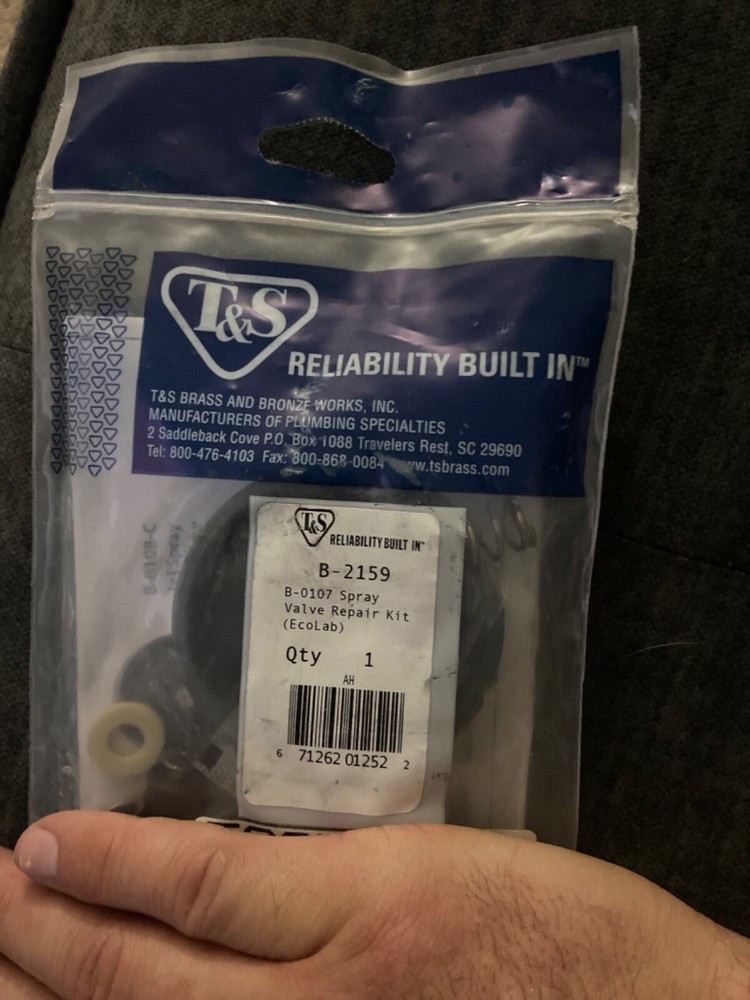 T&S
RELIABILITY BUILT IN™
T&S BRASS AND BRONZE WORKS, INC.
MANUFACTURERS OF PLUMBING SPECIALTIES
2 Saddleback Cove P.O. Box 1088 Travelers Rest, SC 29690
Tel: 800-476-4103 Fax: 800-868-0084 www.tsbrass.com
B-0108-C
T&S
RELIABILITY BUILT IN™
B-2159
B-0107 Spray
Valve Repair Kit
(EcoLab)
Qty 1
AH
6 71262 01252 2